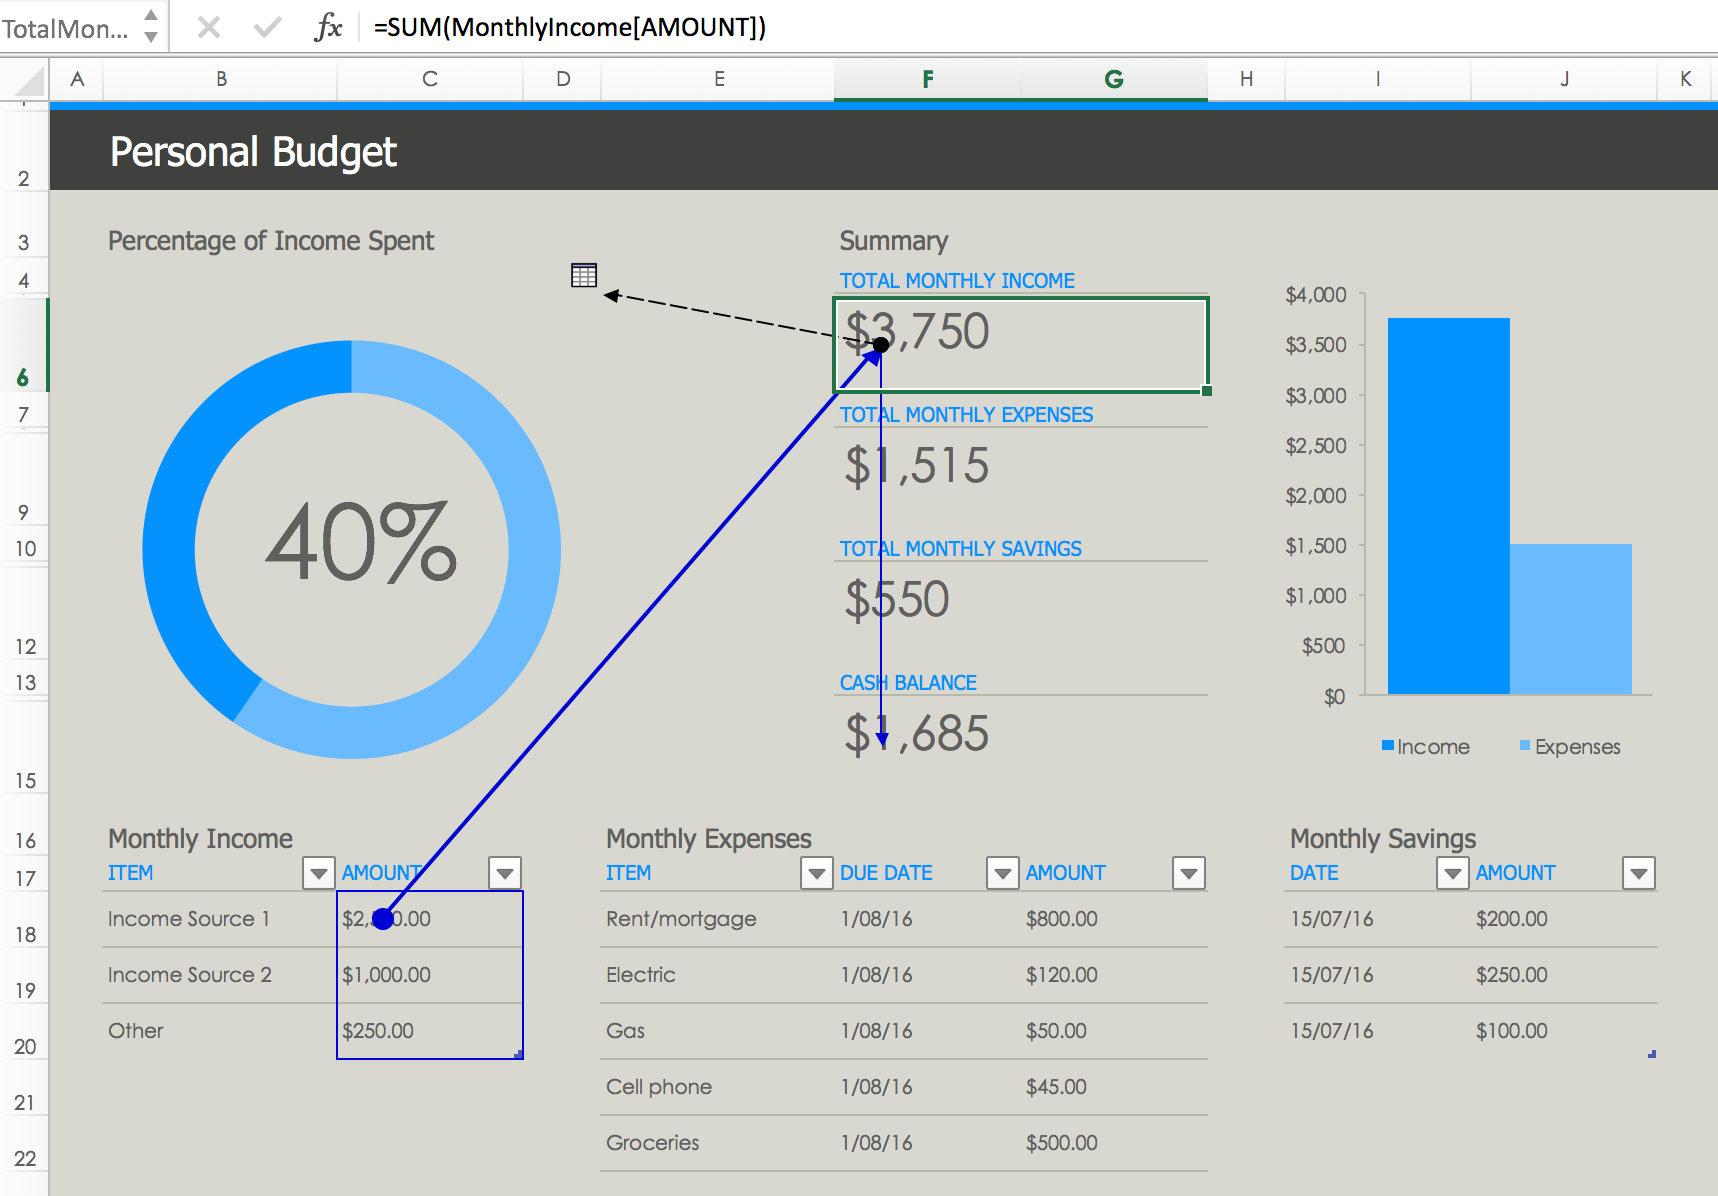 TotalMon... fx =SUM(MonthlyIncome[AMOUNT])
A B C D E F G H I J K
2 Personal Budget
3 Percentage of Income Spent Summary
4 TOTAL MONTHLY INCOME
6 $3,750
7 TOTAL MONTHLY EXPENSES
9 $1,515
10 TOTAL MONTHLY SAVINGS
12 $550
13 CASH BALANCE
15 $1,685
40%
$4,000
$3,500
$3,000
$2,500
$2,000
$1,500
$1,000
$500
$0
Income Expenses
16 Monthly Income Monthly Expenses Monthly Savings
17 ITEM AMOUNT ITEM DUE DATE AMOUNT DATE AMOUNT
18 Income Source 1 Rent/mortgage 1/08/16 $800.00 15/07/16 $200.00
19 Income Source 2 $1,000.00 Electric 1/08/16 $120.00 15/07/16 $250.00
20 Other $250.00 Gas 1/08/16 $50.00 15/07/16 $100.00
21 Cell phone 1/08/16 $45.00
22 Groceries 1/08/16 $500.00